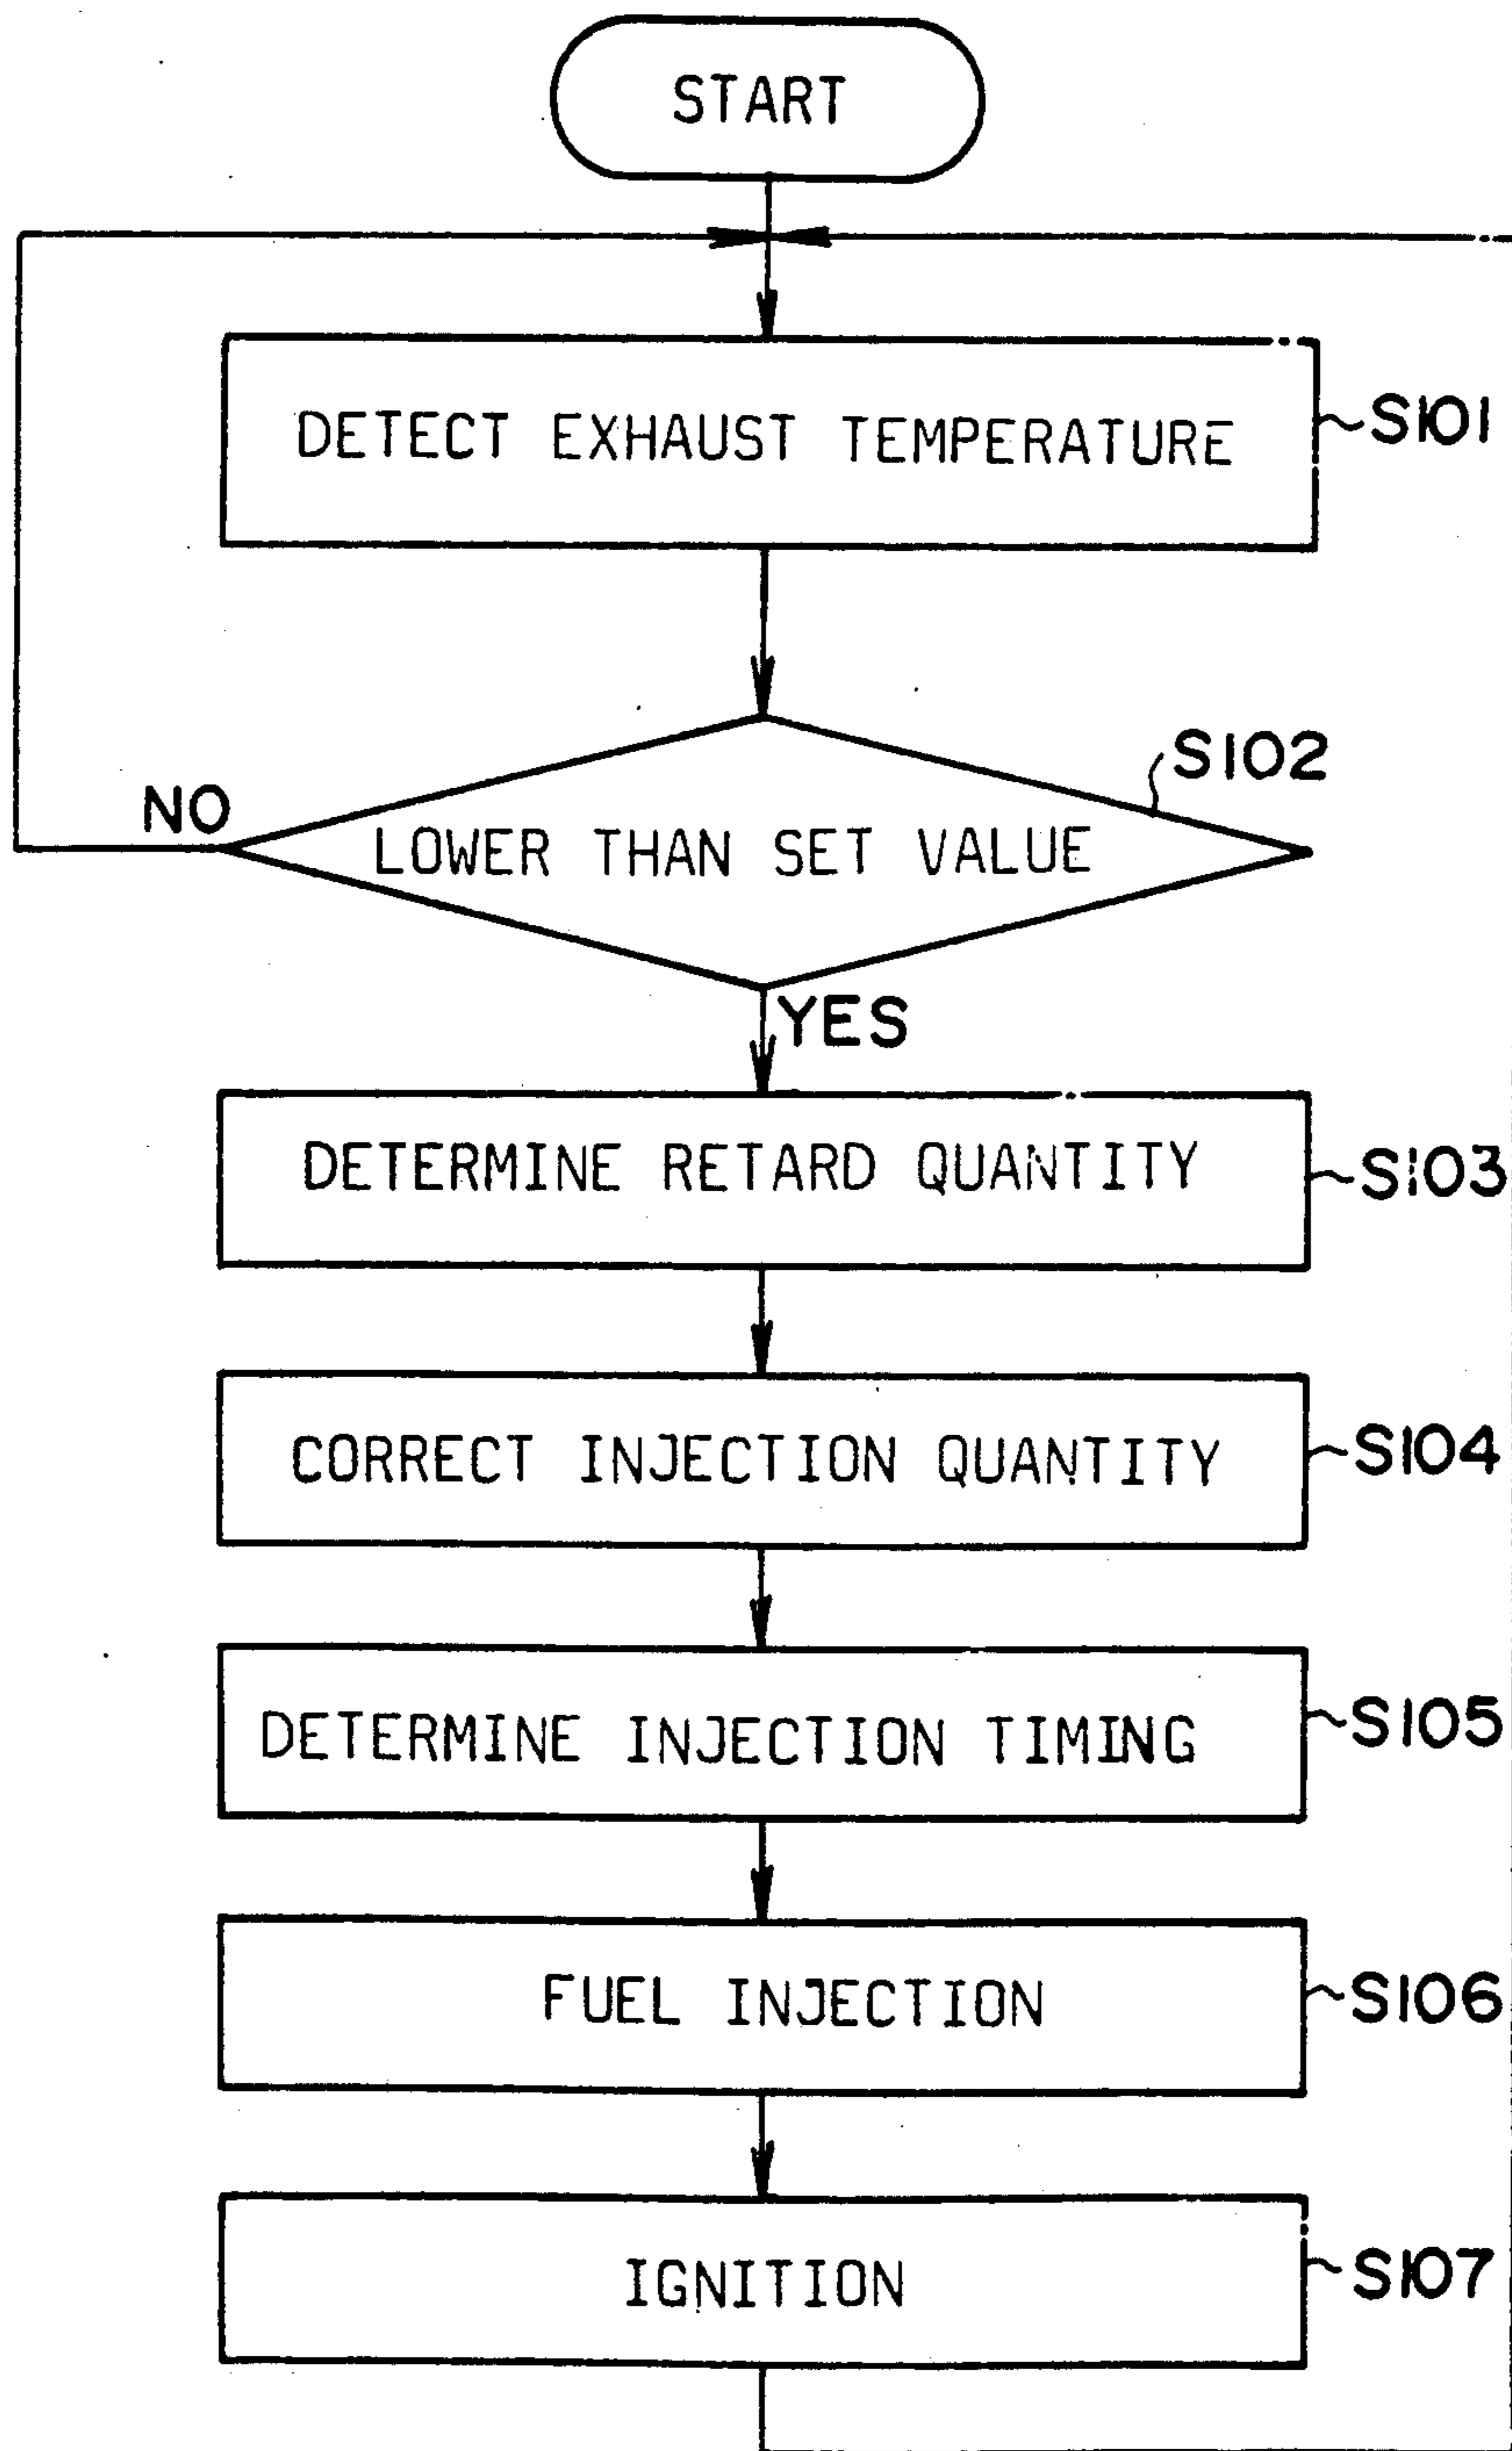 START
DETECT EXHAUST TEMPERATURE
S101
S102
NO
LOWER THAN SET VALUE
YES
DETERMINE RETARD QUANTITY
S103
CORRECT INJECTION QUANTITY
S104
DETERMINE INJECTION TIMING
S105
FUEL INJECTION
S106
IGNITION
S107